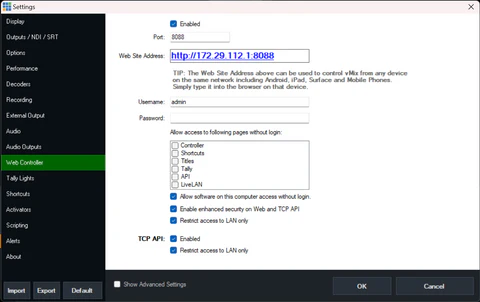 Settings
Display
Outputs / NDI / SRT
Options
Performance
Decoders
Recording
External Output
Audio
Audio Outputs
Web Controller
Tally Lights
Shortcuts
Activators
Scripting
Alerts
About
Import
Export
Default
Enabled
Port: 8088
Web Site Address: http://172.29.112.1:8088
TIP: The Web Site Address above can be used to control vMix from any device
on the same network including Android, iPad, Surface and Mobile Phones.
Simply type it into the browser on that device.
Username: admin
Password:
Allow access to following pages without login:
Controller
Shortcuts
Titles
Tally
API
LiveLAN
Allow software on this computer access without login.
Enable enhanced security on Web and TCP API
Restrict access to LAN only
TCP API: Enabled
Restrict access to LAN only
Show Advanced Settings
OK
Cancel